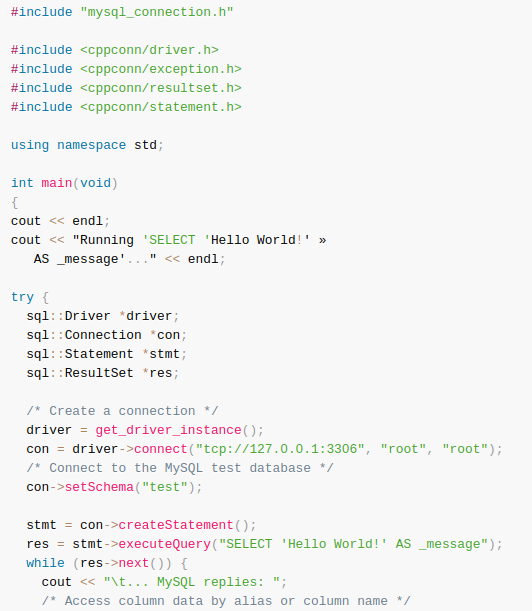 #include "mysql_connection.h"
#include <cppconn/driver.h>
#include <cppconn/exception.h>
#include <cppconn/resultset.h>
#include <cppconn/statement.h>
using namespace std;
int main(void)
{
cout << endl;
cout << "Running 'SELECT 'Hello World!' »
   AS _message'..." << endl;
try {
  sql::Driver *driver;
  sql::Connection *con;
  sql::Statement *stmt;
  sql::ResultSet *res;
  /* Create a connection */
  driver = get_driver_instance();
  con = driver->connect("tcp://127.0.0.1:3306", "root", "root");
  /* Connect to the MySQL test database */
  con->setSchema("test");
  stmt = con->createStatement();
  res = stmt->executeQuery("SELECT 'Hello World!' AS _message");
  while (res->next()) {
    cout << "\t... MySQL replies: ";
    /* Access column data by alias or column name */